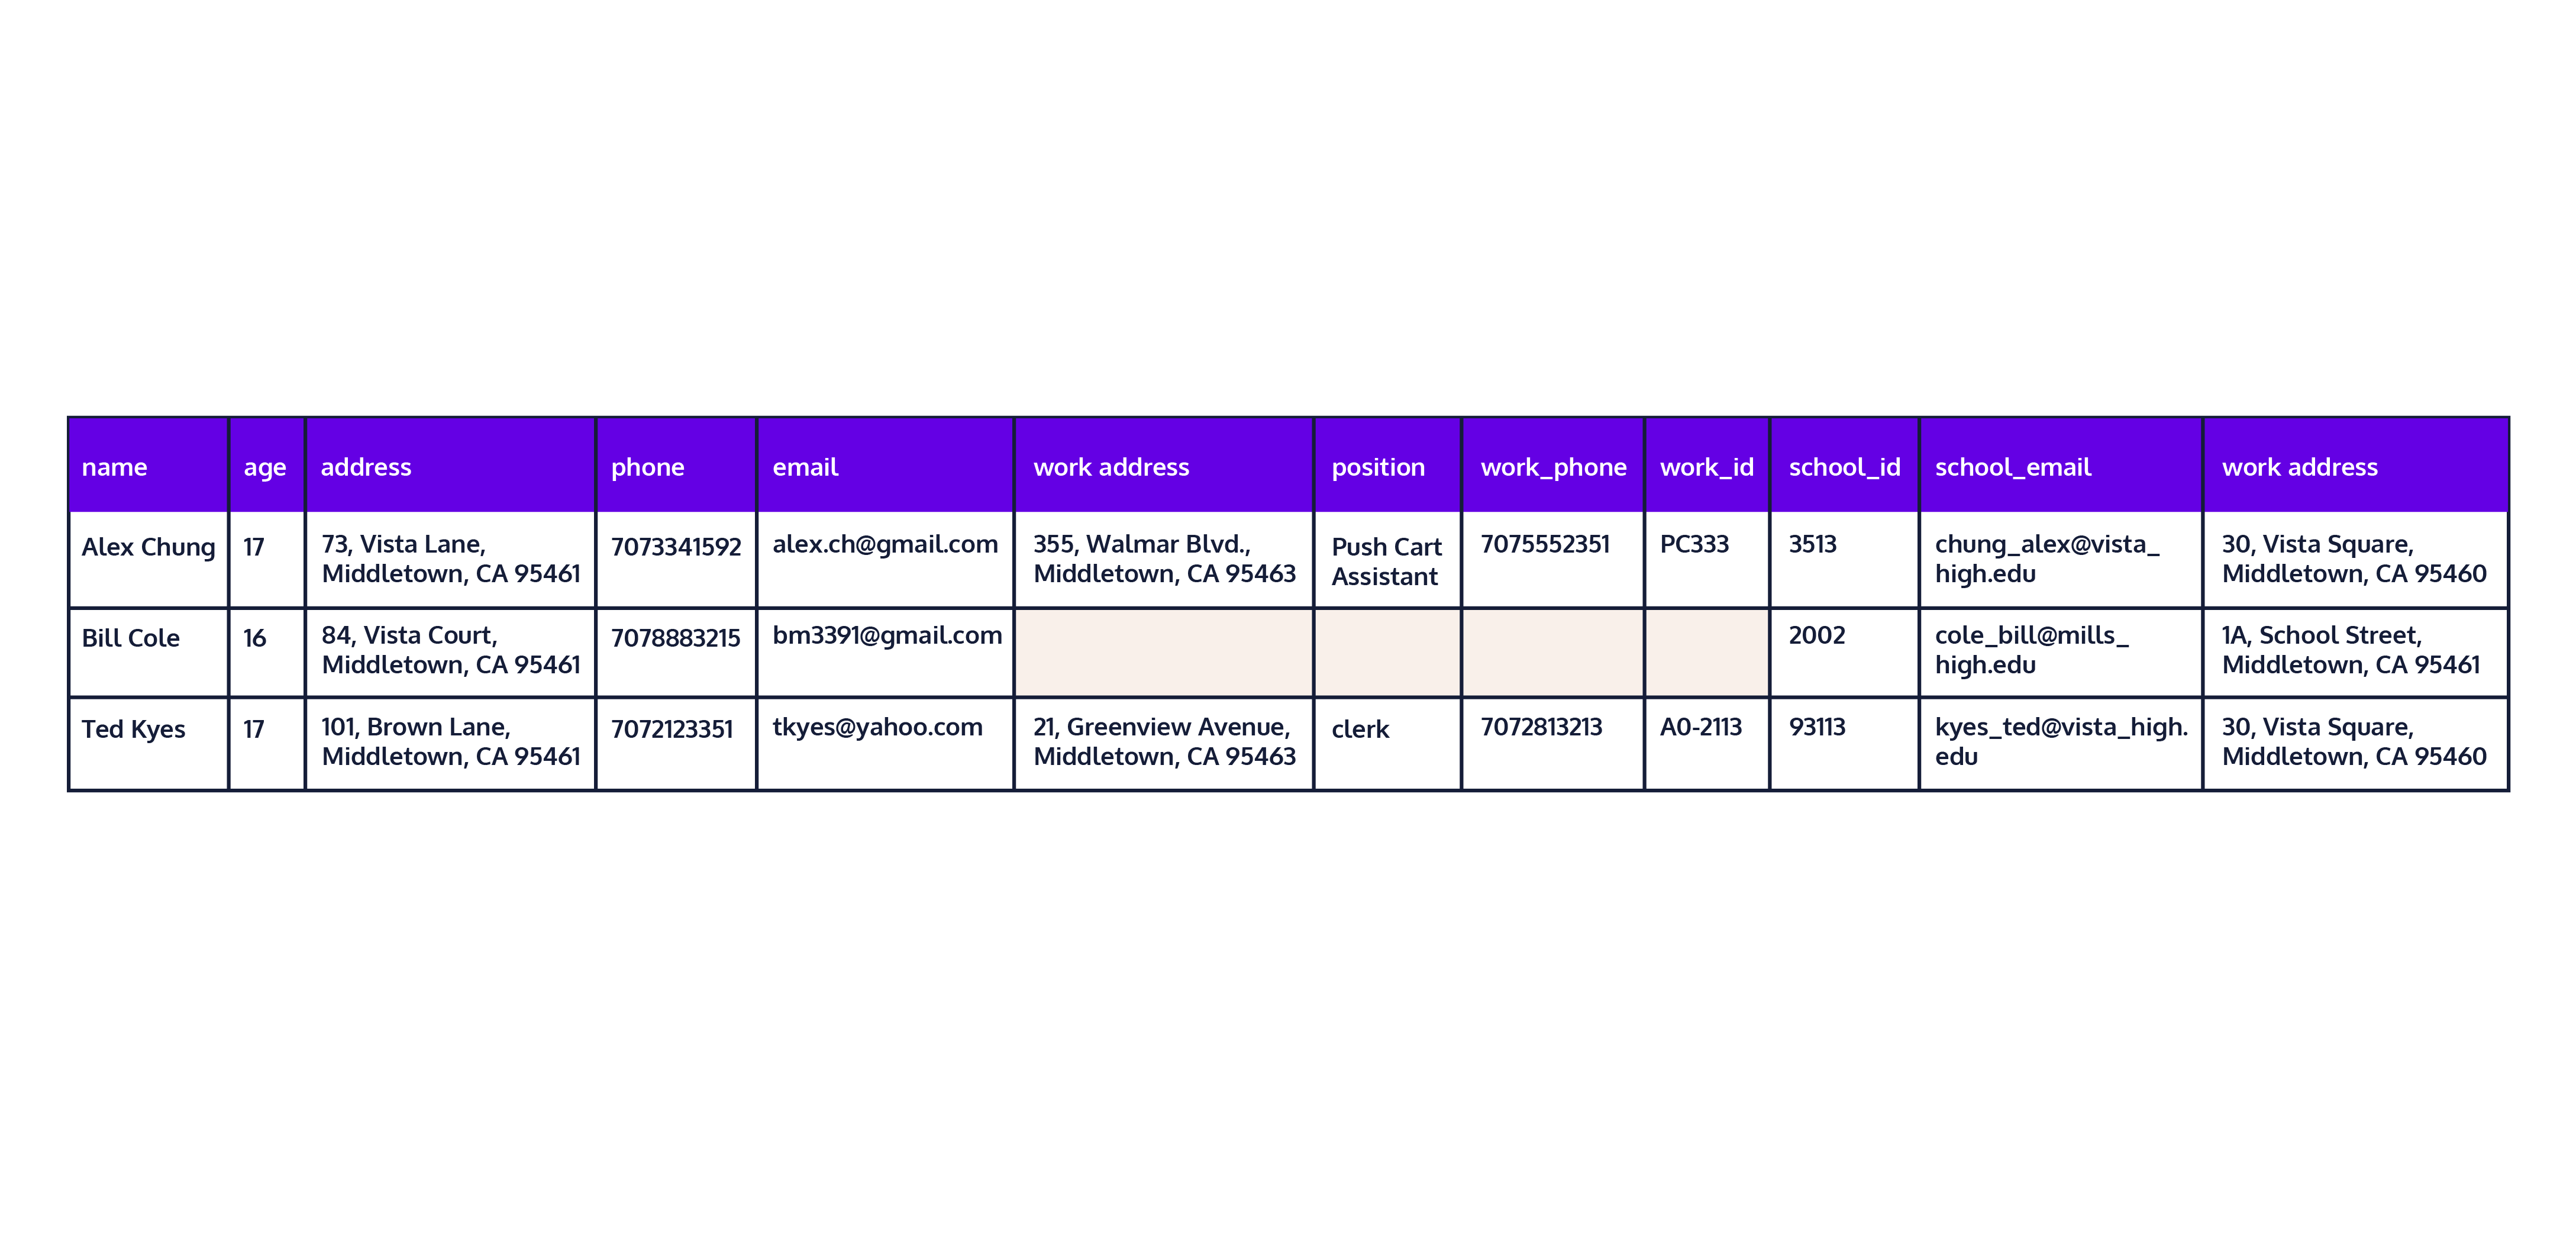 name age address phone email work address position work_phone work_id school_id school_email work address
Alex Chung 17 73, Vista Lane, 7073341592 alex.ch@gmail.com 355, Walmar Blvd., Push Cart 7075552351 PC333 3513 chung_alex@vista_ 30, Vista Square,
Middletown, CA 95461 Middletown, CA 95463 Assistant high.edu Middletown, CA 95460
Bill Cole 16 84, Vista Court, 7078883215 bm3391@gmail.com 2002 cole_bill@mills_ 1A, School Street,
Middletown, CA 95461 high.edu Middletown, CA 95461
Ted Kyes 17 101, Brown Lane, 7072123351 tkyes@yahoo.com 21, Greenview Avenue, clerk 7072813213 A0-2113 93113 kyes_ted@vista_high. 30, Vista Square,
Middletown, CA 95461 Middletown, CA 95463 edu Middletown, CA 95460